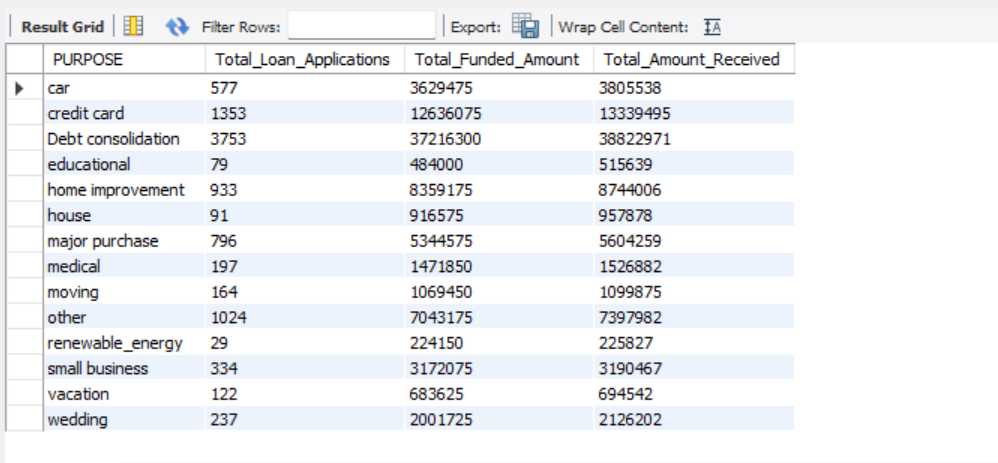 Result Grid Filter Rows: Export: Wrap Cell Content: IA
PURPOSE Total_Loan_Applications Total_Funded_Amount Total_Amount_Received
car 577 3629475 3805538
credit card 1353 12636075 13339495
Debt consolidation 3753 37216300 38822971
educational 79 484000 515639
home improvement 933 8359175 8744006
house 91 916575 957878
major purchase 796 5344575 5604259
medical 197 1471850 1526882
moving 164 1069450 1099875
other 1024 7043175 7397982
renewable_energy 29 224150 225827
small business 334 3172075 3190467
vacation 122 683625 694542
wedding 237 2001725 2126202